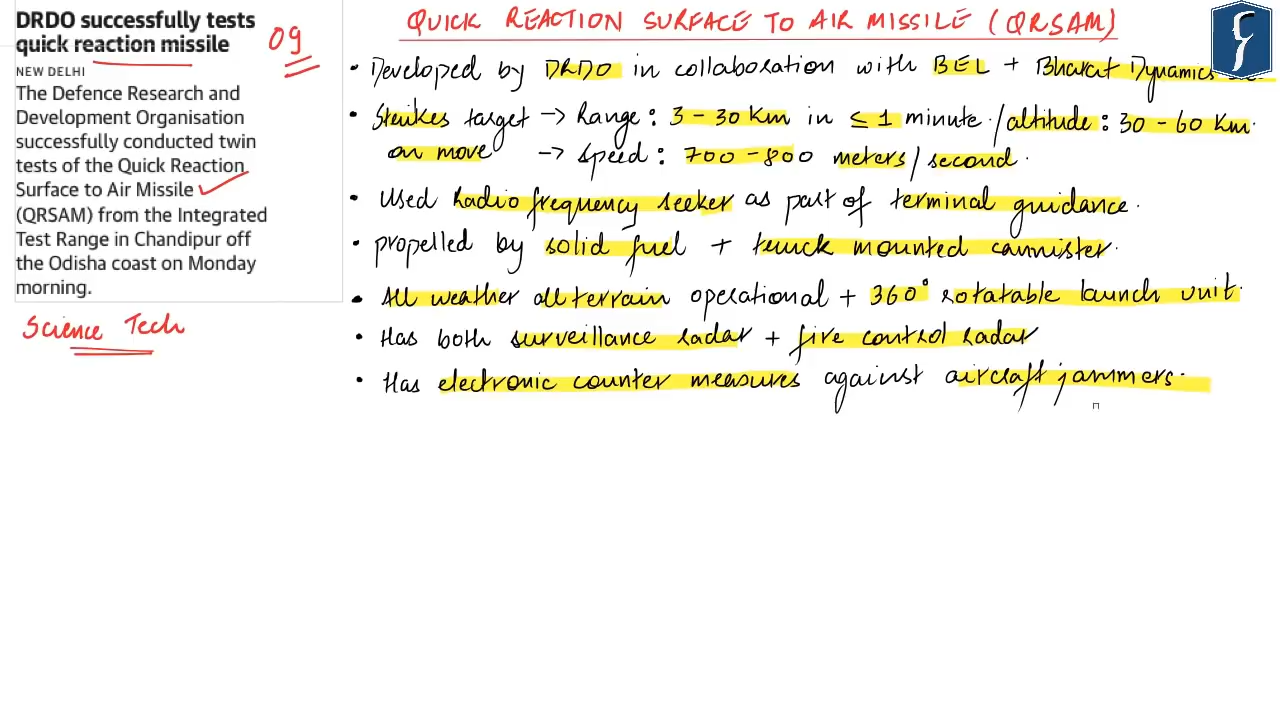 DRDO successfully tests
quick reaction missile
09
NEW DELHI
The Defence Research and
Development Organisation
successfully conducted twin
tests of the Quick Reaction
Surface to Air Missile
(QRSAM) from the Integrated
Test Range in Chandipur off
the Odisha coast on Monday
morning.
Science Tech
QUICK REACTION SURFACE TO AIR MISSILE (QRSAM)
• Developed by DRDO in collaboration with BEL + Bharat Dynamics
• Strikes target → Range : 3 - 30 Km in ≤ 1 minute / altitude : 30 - 60 Km.
on move → Speed : 700 - 800 meters / second.
• Used Radio frequency seeker as part of terminal guidance.
• propelled by solid fuel + truck mounted cannister.
• All weather all terrain operational + 360° rotatable launch unit.
• Has both surveillance radar + fire control radar
• Has electronic counter measures against aircraft jammers.